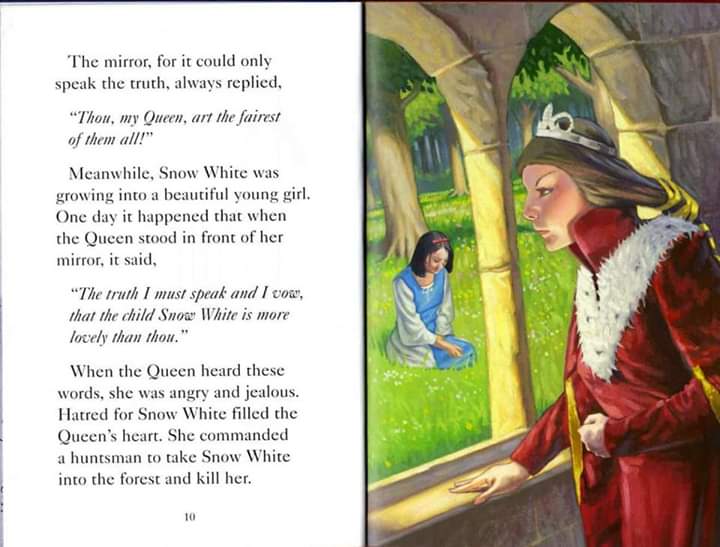 The mirror, for it could only
speak the truth, always replied,
“Thou, my Queen, art the fairest
of them all!”
Meanwhile, Snow White was
growing into a beautiful young girl.
One day it happened that when
the Queen stood in front of her
mirror, it said,
“The truth I must speak and I vow,
that the child Snow White is more
lovely than thou.”
When the Queen heard these
words, she was angry and jealous.
Hatred for Snow White filled the
Queen’s heart. She commanded
a huntsman to take Snow White
into the forest and kill her.
10